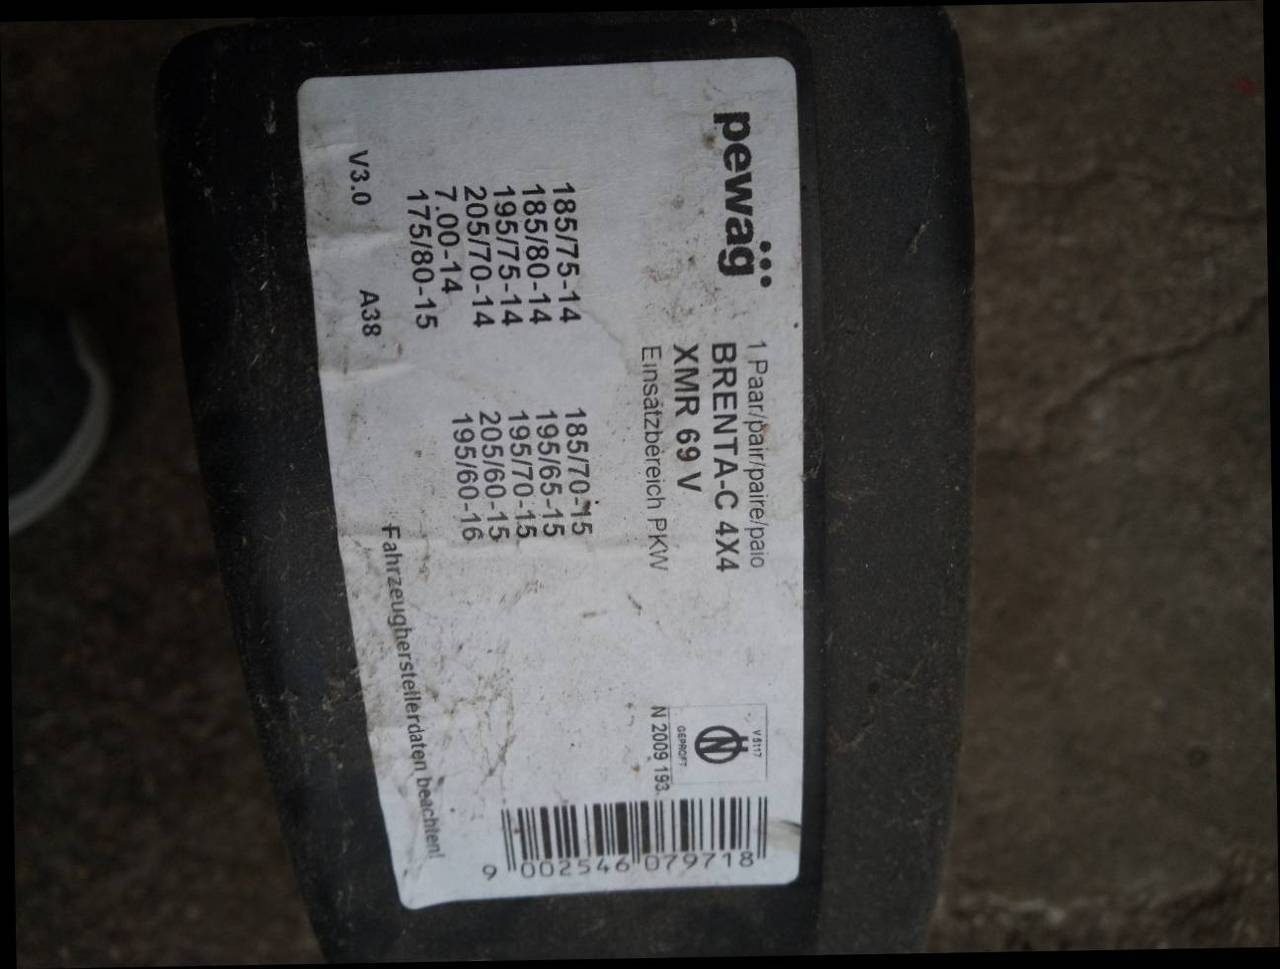 pewag
1 Paar/pair/paire/paio
BRENTA-C 4X4
XMR 69 V
Einsatzbereich PKW
185/75-14
185/80-14
195/75-14
205/70-14
7.00-14
175/80-15
185/70-15
195/65-15
195/70-15
205/60-15
195/60-16
V3.0
A38
Fahrzeugherstellerdaten beachten!
V 5117
GEPRÜFT
N 2009 193.
9 002546 079718